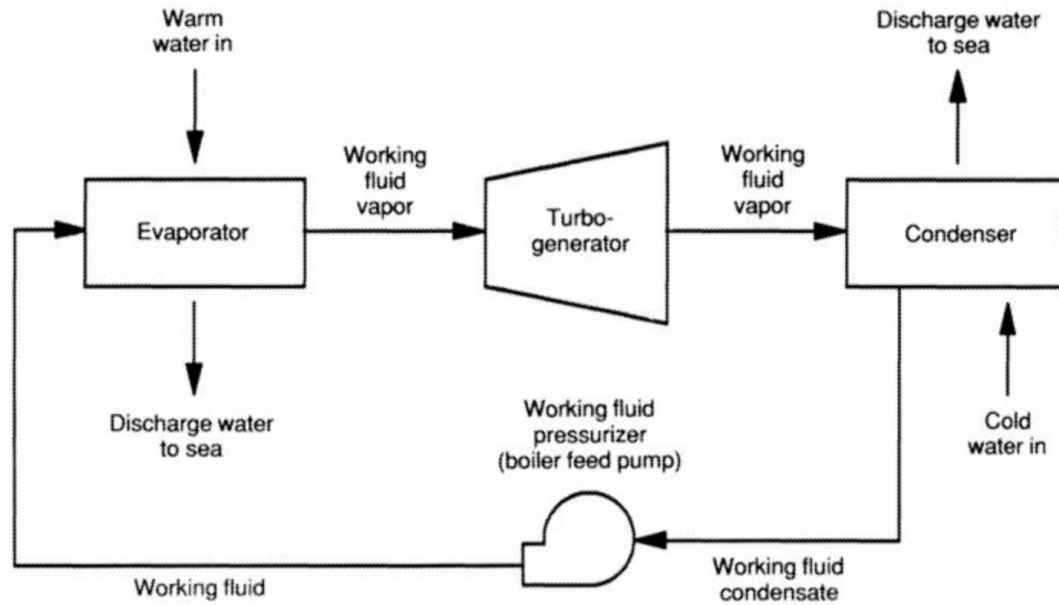 Warm
water in
Discharge water
to sea
Working
fluid
vapor
Working
fluid
vapor
Evaporator
Turbo-
generator
Condenser
Discharge water
to sea
Working fluid
pressurizer
(boiler feed pump)
Cold
water in
Working fluid
Working fluid
condensate